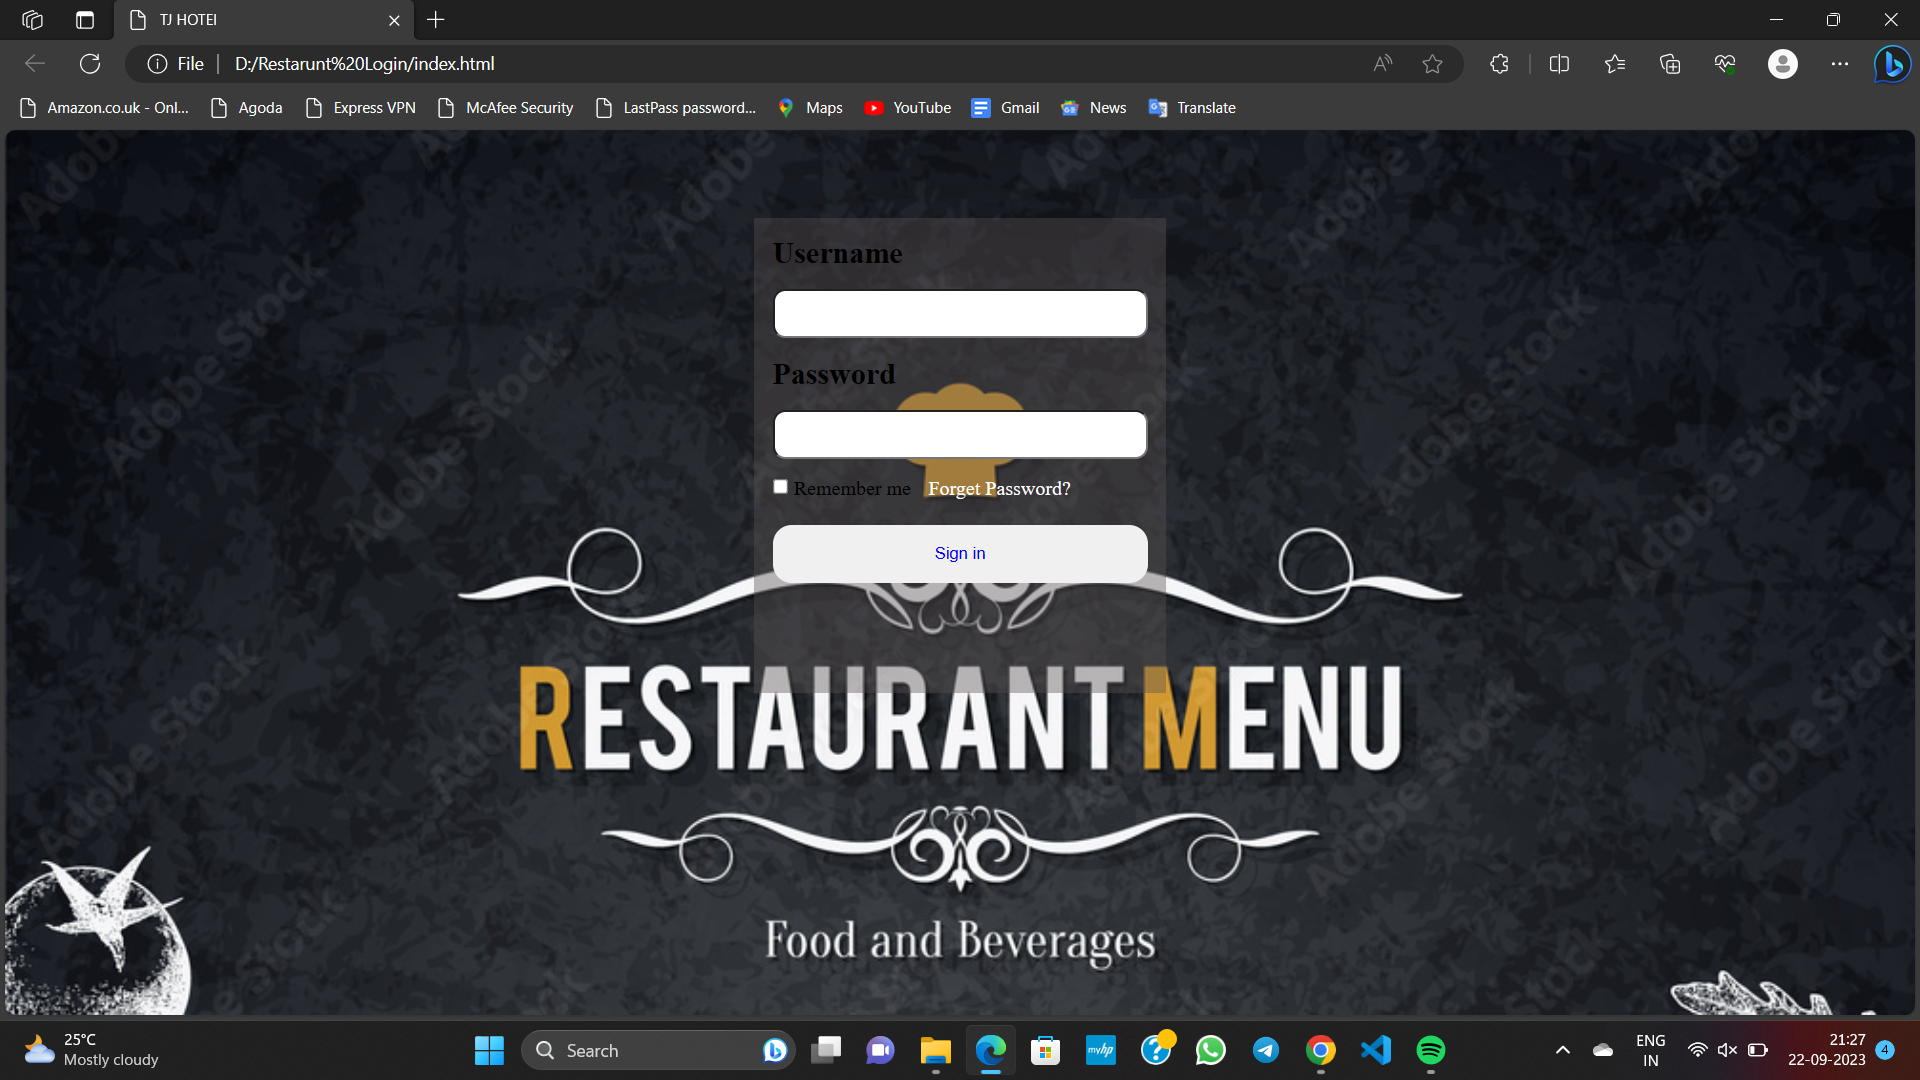 TJ HOTEl
File
D:/Restarunt%20Login/index.html
Amazon.co.uk - Onl... Agoda Express VPN McAfee Security LastPass password... Maps YouTube Gmail News Translate
Adobe Stock
Username
Password
Remember me Forget Password?
Sign in
RESTAURANT MENU
Food and Beverages
25°C
Mostly cloudy
Search
myhp
ENG
IN
21:27
22-09-2023
4